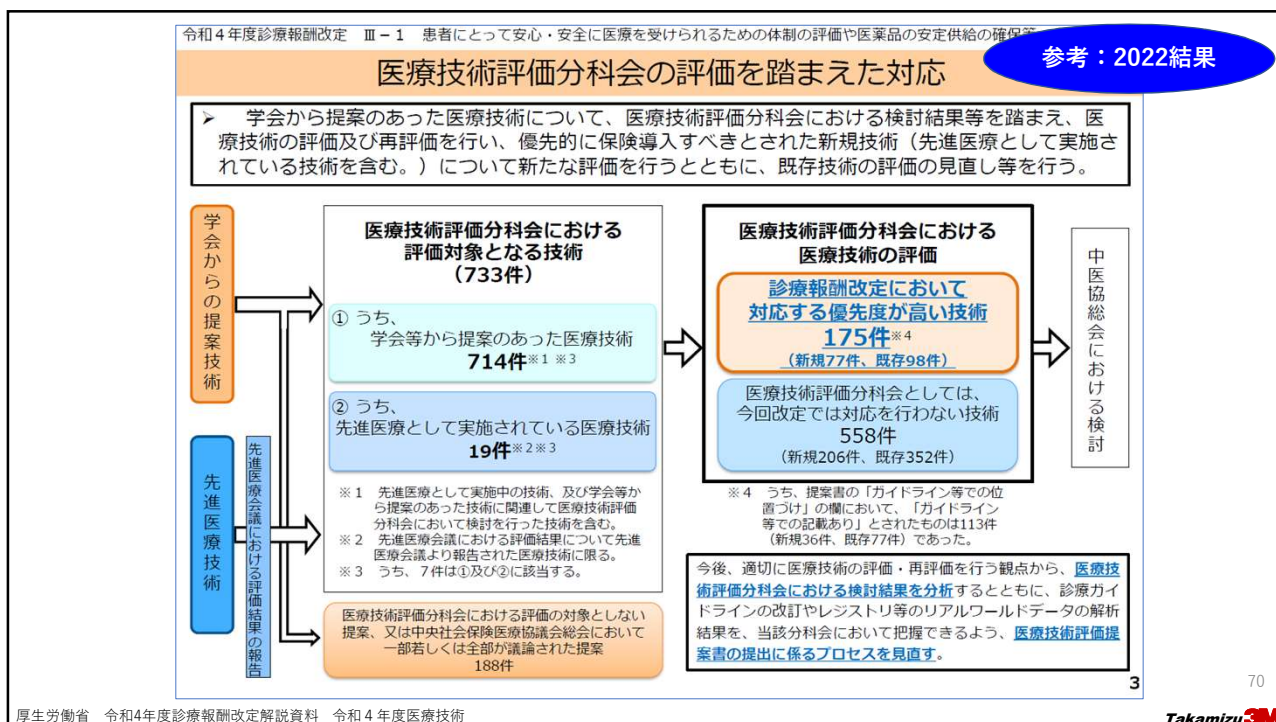 令和４年度診療報酬改定　Ⅲ－1　患者にとって安心・安全に医療を受けられるための体制の評価や医薬品の安定供給の確保等
参考：2022結果
医療技術評価分科会の評価を踏まえた対応
➢　学会から提案のあった医療技術について、医療技術評価分科会における検討結果等を踏まえ、医
療技術の評価及び再評価を行い、優先的に保険導入すべきとされた新規技術（先進医療として実施さ
れている技術を含む。）について新たな評価を行うとともに、既存技術の評価の見直し等を行う。
学会からの提案技術
先進医療技術
先進医療会議における評価結果の報告
医療技術評価分科会における
評価対象となる技術
（733件）
① うち、
学会等から提案のあった医療技術
714件※1 ※3
② うち、
先進医療として実施されている医療技術
19件※2※3
※１　先進医療として実施中の技術、及び学会等か
ら提案のあった技術に関連して医療技術評価
分科会において検討を行った技術を含む。
※２　先進医療会議における評価結果について先進
医療会議より報告された医療技術に限る。
※３　うち、７件は①及び②に該当する。
医療技術評価分科会における評価の対象としない
提案、又は中央社会保険医療協議会総会において
一部若しくは全部が議論された提案
188件
医療技術評価分科会における
医療技術の評価
診療報酬改定において
対応する優先度が高い技術
175件※4
（新規77件、既存98件）
医療技術評価分科会としては、
今回改定では対応を行わない技術
558件
（新規206件、既存352件）
※４　うち、提案書の「ガイドライン等での位
置づけ」の欄において、「ガイドライン
等での記載あり」とされたものは113件
（新規36件、既存77件）であった。
中医協総会における検討
今後、適切に医療技術の評価・再評価を行う観点から、医療技
術評価分科会における検討結果を分析するとともに、診療ガイ
ドラインの改訂やレジストリ等のリアルワールドデータの解析
結果を、当該分科会において把握できるよう、医療技術評価提
案書の提出に係るプロセスを見直す。
3
70
厚生労働省　令和4年度診療報酬改定解説資料　令和４年度医療技術
Takamizu 3M